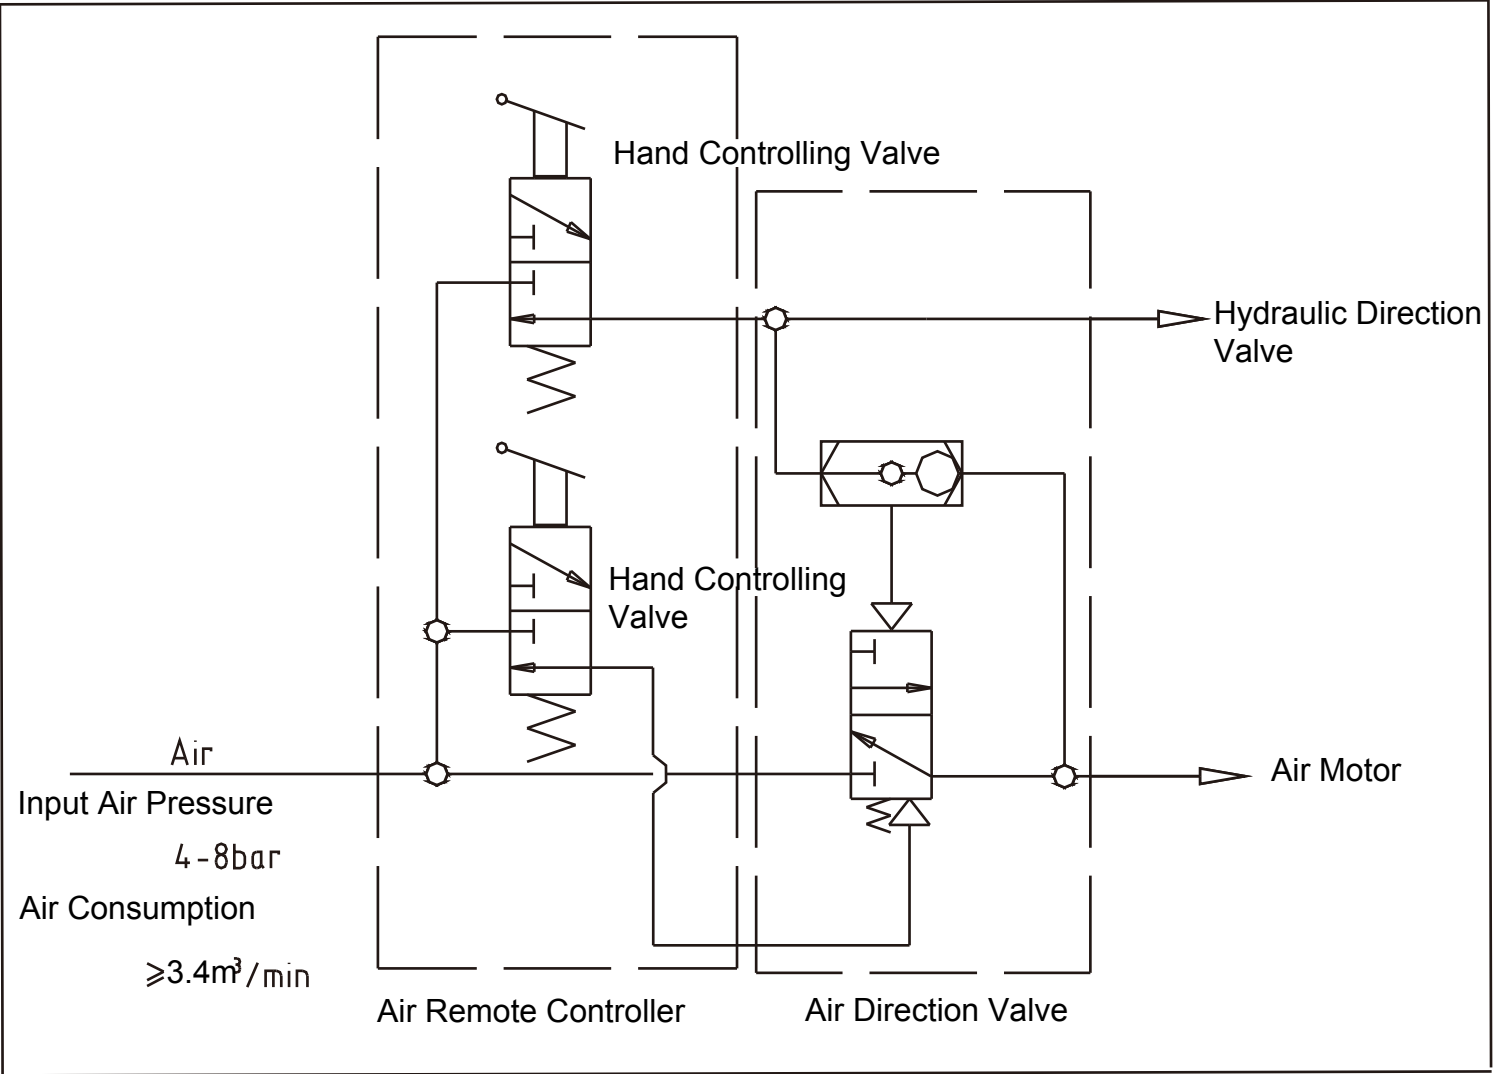 Hand Controlling Valve
Hydraulic Direction
Valve
Hand Controlling
Valve
Air
Input Air Pressure
4-8bar
Air Consumption
⩾3.4m³/min
Air Motor
Air Remote Controller
Air Direction Valve